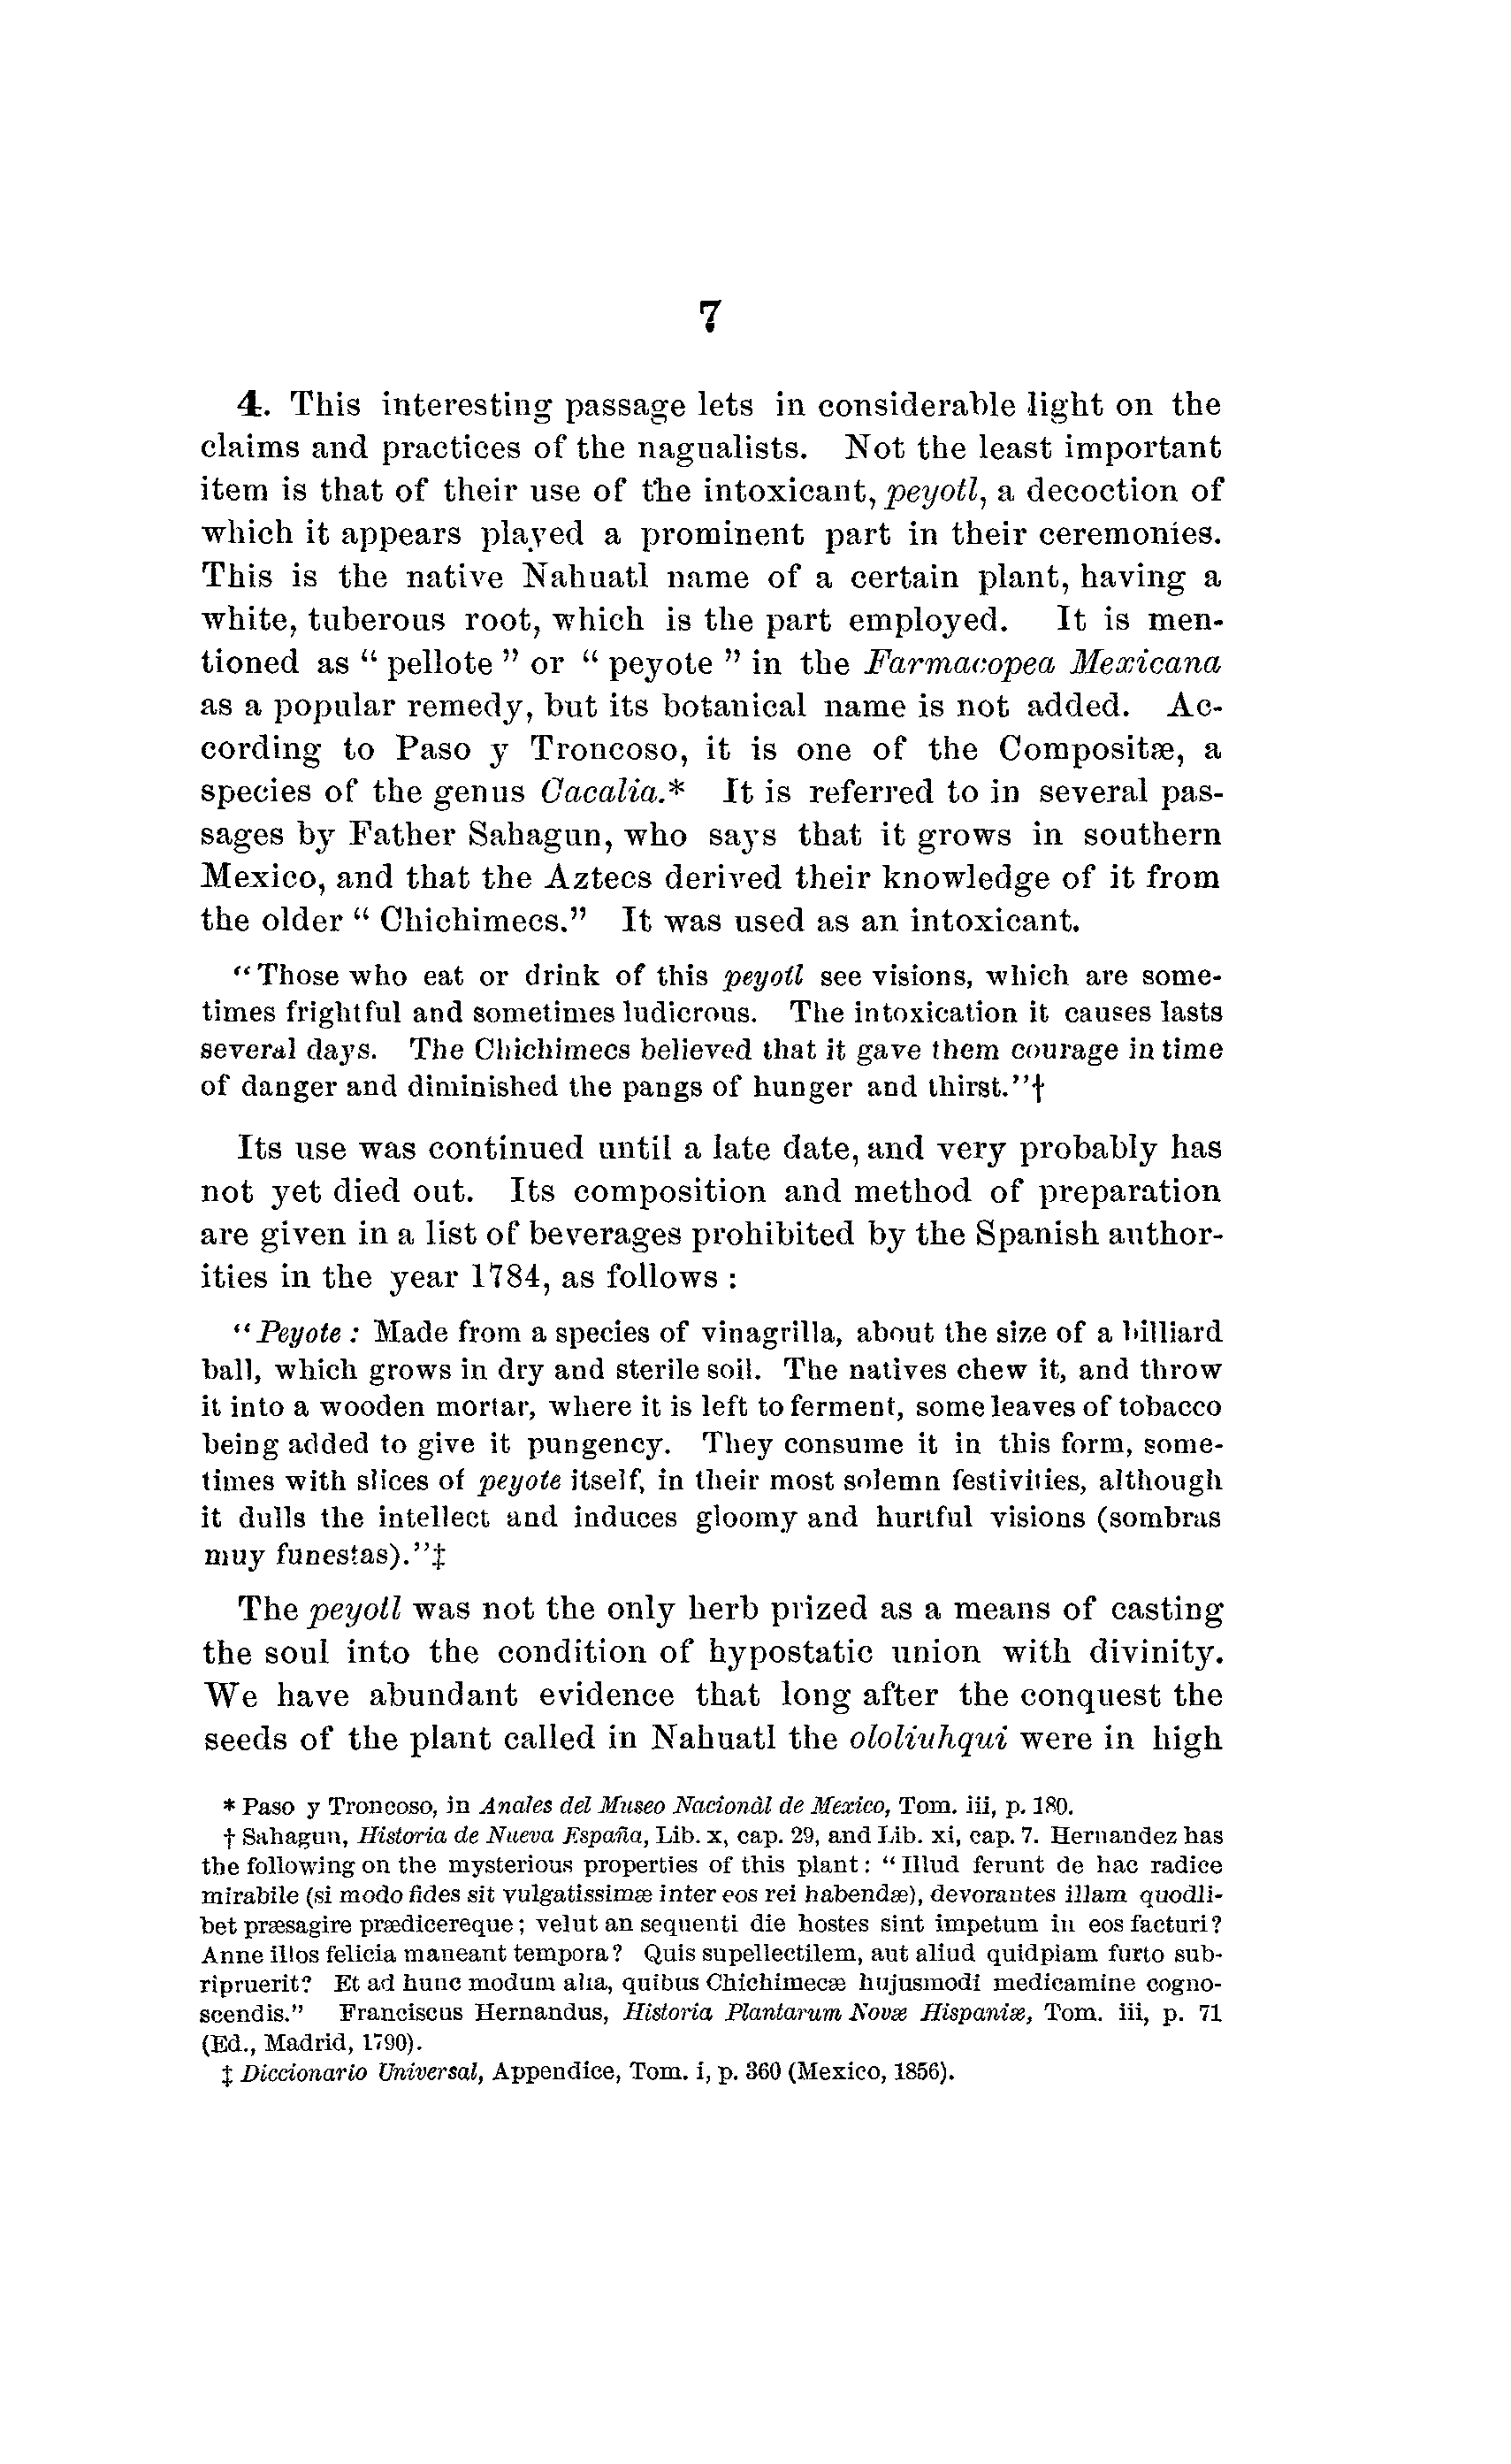 7
4. This interesting passage lets in considerable light on the
claims and practices of the nagualists. Not the least important
item is that of their use of the intoxicant, peyotl, a decoction of
which it appears played a prominent part in their ceremonies.
This is the native Nahuatl name of a certain plant, having a
white, tuberous root, which is the part employed. It is men-
tioned as “ pellote ” or “ peyote ” in the Farmacopea Mexicana
as a popular remedy, but its botanical name is not added. Ac-
cording to Paso y Troncoso, it is one of the Compositæ, a
species of the genus Cacalia.* It is referred to in several pas-
sages by Father Sahagun, who says that it grows in southern
Mexico, and that the Aztecs derived their knowledge of it from
the older “ Chichimecs.” It was used as an intoxicant.
“Those who eat or drink of this peyotl see visions, which are some-
times frightful and sometimes ludicrous. The intoxication it causes lasts
several days. The Chichimecs believed that it gave them courage in time
of danger and diminished the pangs of hunger and thirst.”†
Its use was continued until a late date, and very probably has
not yet died out. Its composition and method of preparation
are given in a list of beverages prohibited by the Spanish author-
ities in the year 1784, as follows :
“Peyote : Made from a species of vinagrilla, about the size of a billiard
ball, which grows in dry and sterile soil. The natives chew it, and throw
it into a wooden mortar, where it is left to ferment, some leaves of tobacco
being added to give it pungency. They consume it in this form, some-
times with slices of peyote itself, in their most solemn festivities, although
it dulls the intellect and induces gloomy and hurtful visions (sombras
muy funestas).”‡
The peyotl was not the only herb prized as a means of casting
the soul into the condition of hypostatic union with divinity.
We have abundant evidence that long after the conquest the
seeds of the plant called in Nahuatl the ololiuhqui were in high
* Paso y Troncoso, in Anales del Museo Nacionàl de Mexico, Tom. iii, p. 180.
† Sahagun, Historia de Nueva España, Lib. x, cap. 29, and Lib. xi, cap. 7. Hernandez has
the following on the mysterious properties of this plant: “ Illud ferunt de hac radice
mirabile (si modo fides sit vulgatissimæ inter eos rei habendæ), devorantes illam quodli-
bet præsagire prædicereque; velut an sequenti die hostes sint impetum in eos facturi?
Anne illos felicia maneant tempora? Quis supellectilem, aut aliud quidpiam furto sub-
ripruerit? Et ad hunc modum alia, quibus Chichimecæ hujusmodi medicamine cogno-
scendis.” Franciscus Hernandus, Historia Plantarum Novæ Hispaniæ, Tom. iii, p. 71
(Ed., Madrid, 1790).
‡ Diccionario Universal, Appendice, Tom. i, p. 360 (Mexico, 1856).